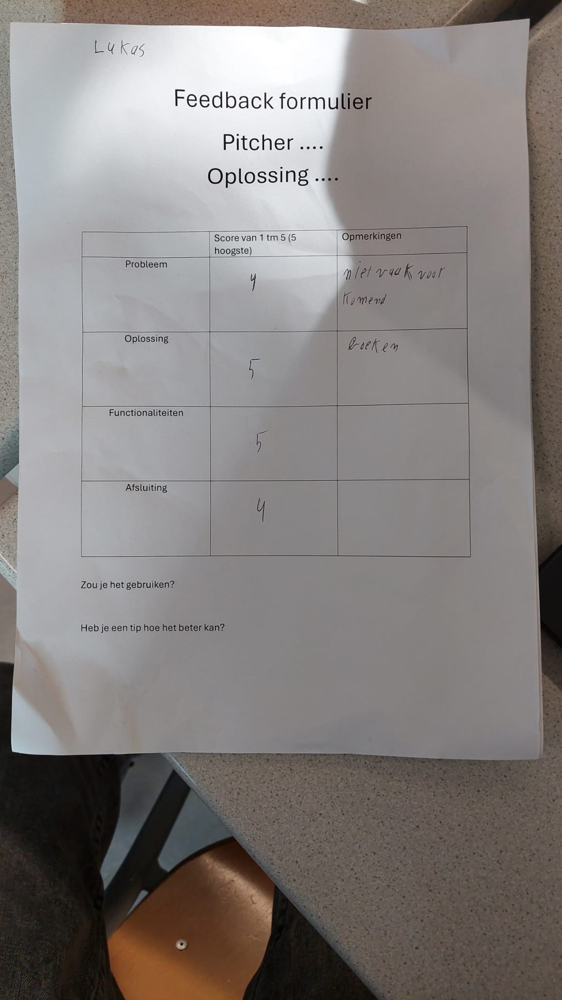 Lukas
Feedback formulier
Pitcher ....
Oplossing ....
Score van 1 tm 5 (5
hoogste)
Opmerkingen
Probleem
4
niet vaak voor
komend
Oplossing
5
boeken
Functionaliteiten
5
Afsluiting
4
Zou je het gebruiken?
Heb je een tip hoe het beter kan?